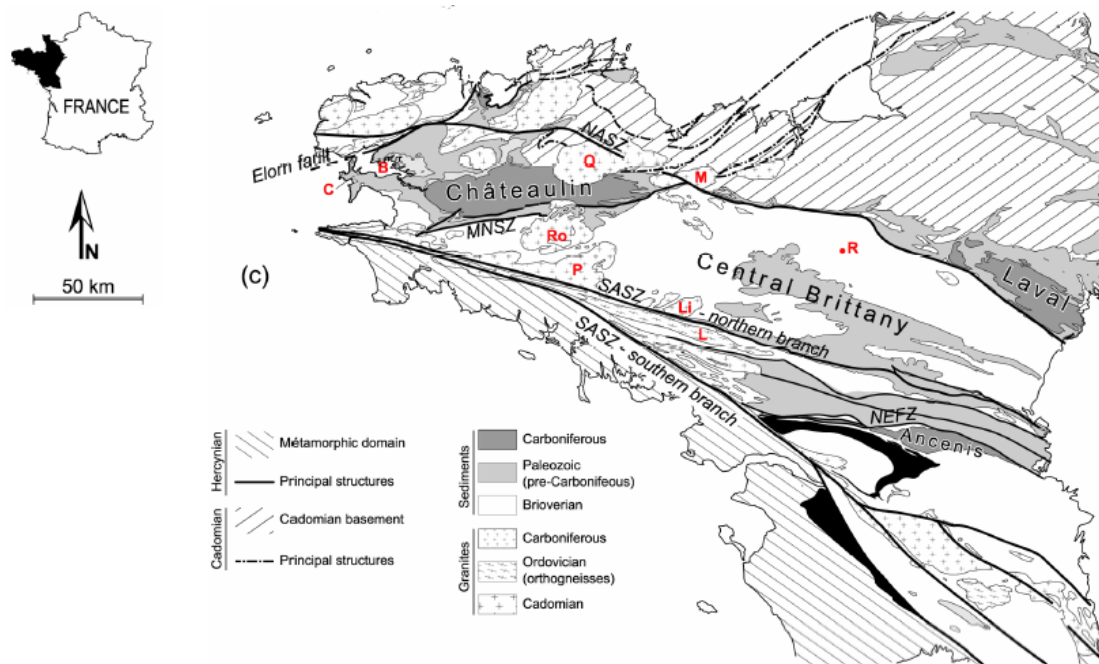 FRANCE
N
50 km
(c)
Elorn fault
B
C
NASZ
Q
M
Châteaulin
MNSZ
Ro
P
R
Central Brittany
Laval
SASZ - northern branch
Li
L
SASZ - southern branch
NEFZ
Ancenis
Hercynian
Métamorphic domain
Principal structures
Cadomian
Cadomian basement
Principal structures
Sediments
Carboniferous
Paleozoic
(pre-Carbonifeous)
Brioverian
Granites
Carboniferous
Ordovician
(orthogneisses)
Cadomian